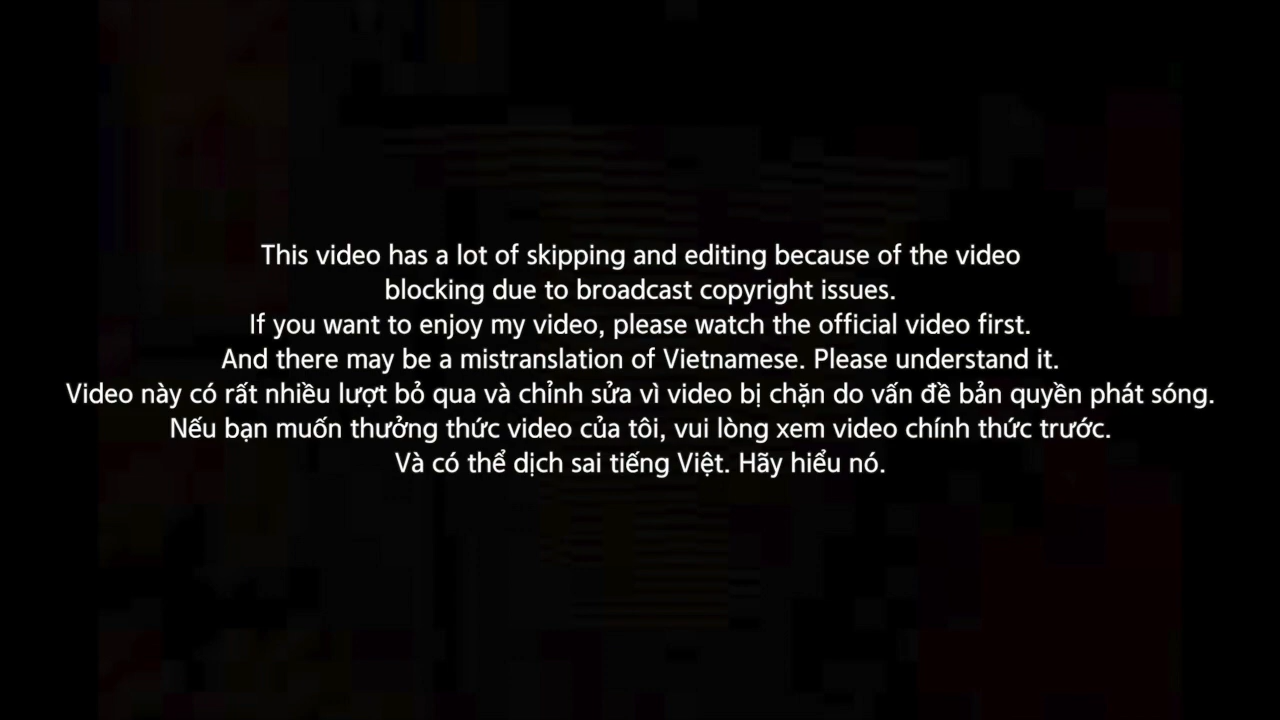 This video has a lot of skipping and editing because of the video
blocking due to broadcast copyright issues.
If you want to enjoy my video, please watch the official video first.
And there may be a mistranslation of Vietnamese. Please understand it.
Video này có rất nhiều lượt bỏ qua và chỉnh sửa vì video bị chặn do vấn đề bản quyền phát sóng.
Nếu bạn muốn thưởng thức video của tôi, vui lòng xem video chính thức trước.
Và có thể dịch sai tiếng Việt. Hãy hiểu nó.